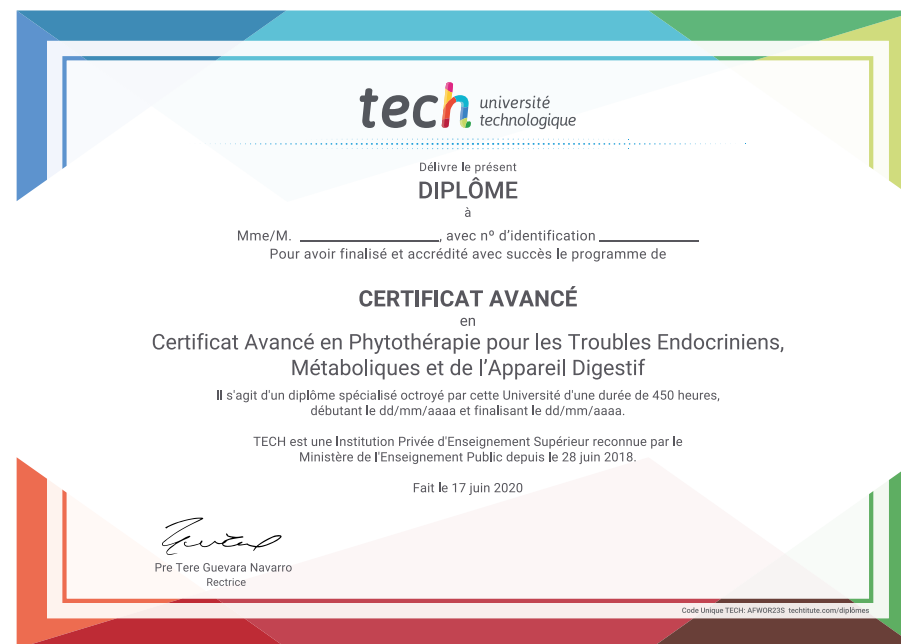 tech université
technologique
Délivre le présent
DIPLÔME
à
Mme/M. ____________________, avec nº d'identification ______________
Pour avoir finalisé et accrédité avec succès le programme de
CERTIFICAT AVANCÉ
en
Certificat Avancé en Phytothérapie pour les Troubles Endocriniens,
Métaboliques et de l'Appareil Digestif
Il s'agit d'un diplôme spécialisé octroyé par cette Université d'une durée de 450 heures,
débutant le dd/mm/aaaa et finalisant le dd/mm/aaaa.
TECH est une Institution Privée d'Enseignement Supérieur reconnue par le
Ministère de l'Enseignement Public depuis le 28 juin 2018.
Fait le 17 juin 2020
Pre Tere Guevara Navarro
Rectrice
Code Unique TECH: AFWOR23S techtitute.com/diplômes